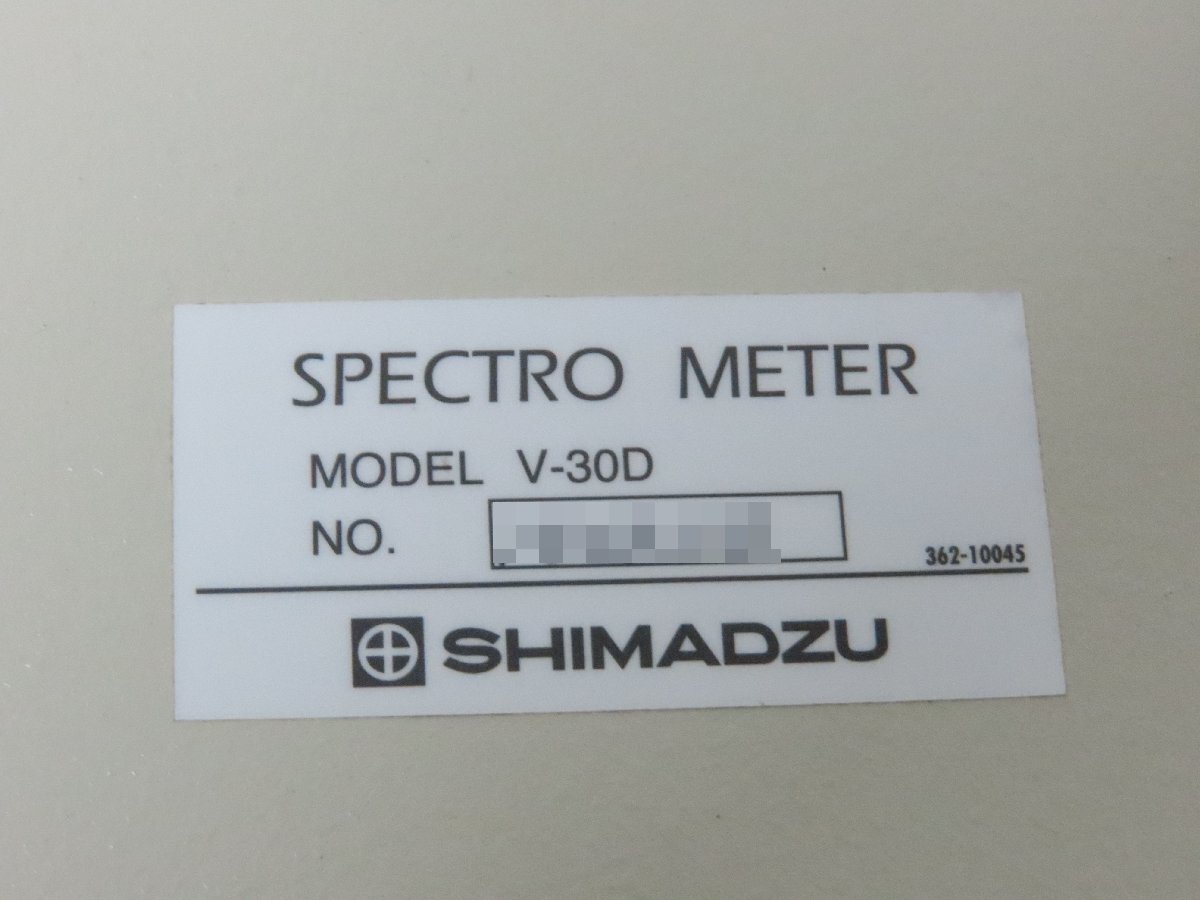 SPECTRO METER
MODEL V-30D
NO.
362-10045
SHIMADZU